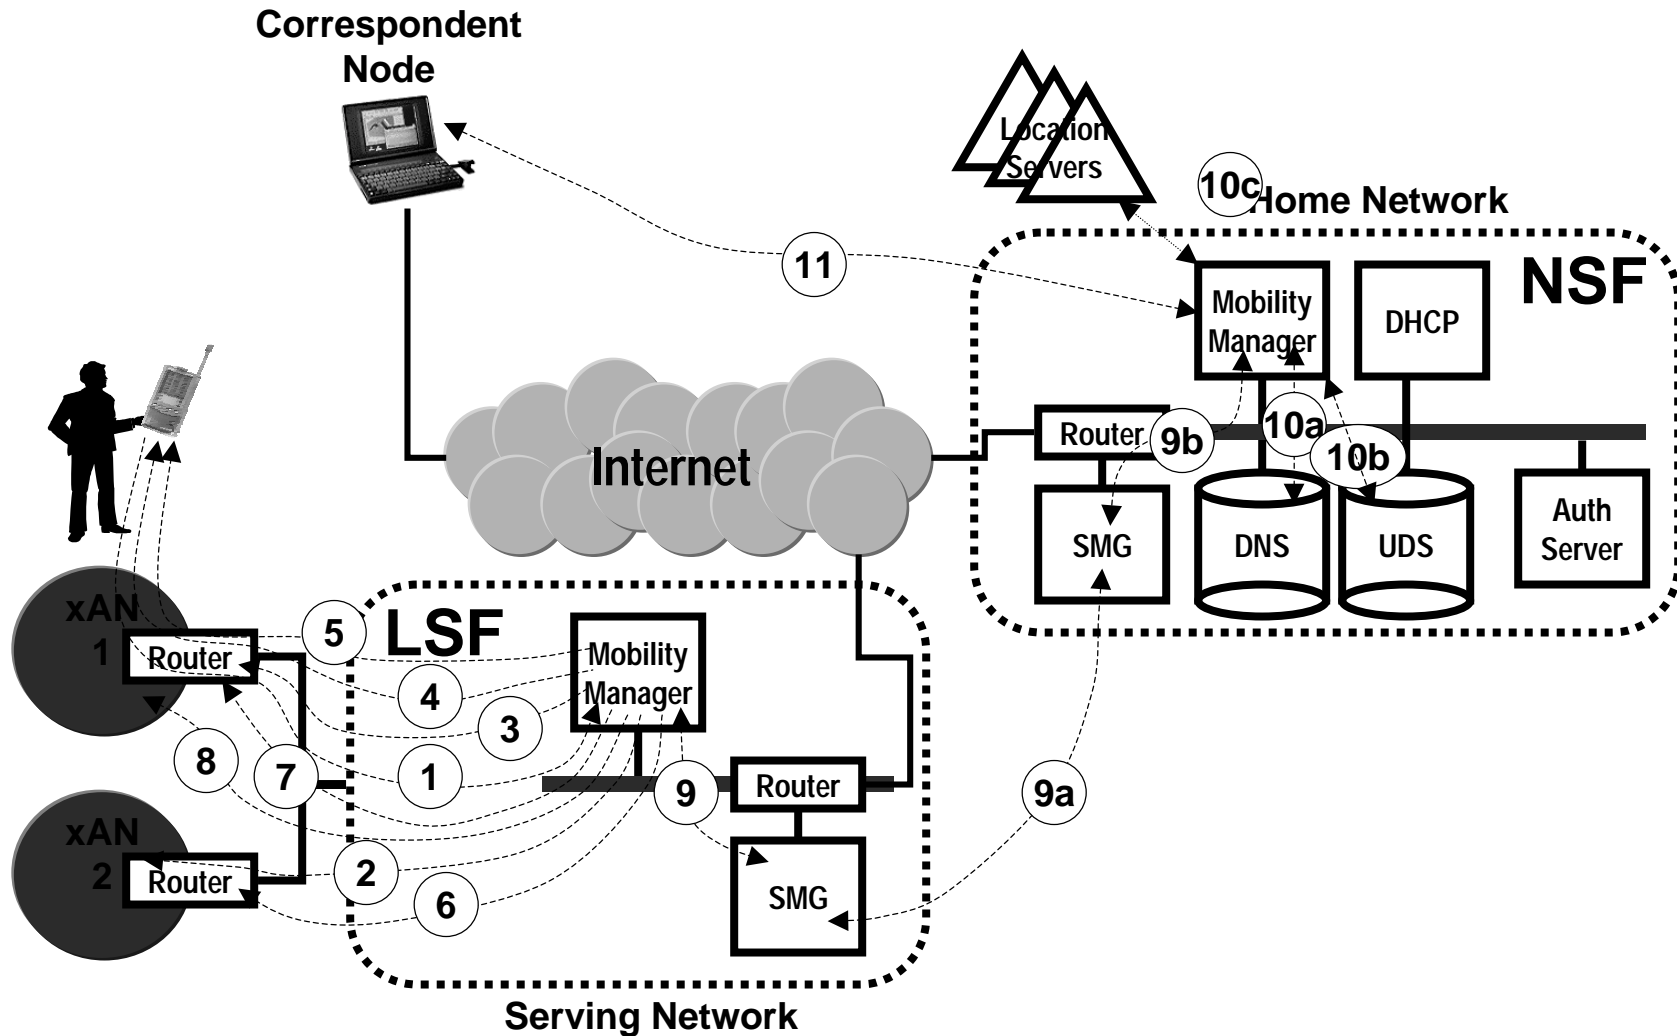 Correspondent
Node
Location
Servers
10c
Home Network
11
NSF
Mobility
Manager
DHCP
Router
9b
10a
10b
Internet
SMG
DNS
UDS
Auth
Server
xAN
1
Router
5
LSF
Mobility
Manager
4
3
8
7
1
9
Router
9a
xAN
2
Router
2
6
SMG
Serving Network